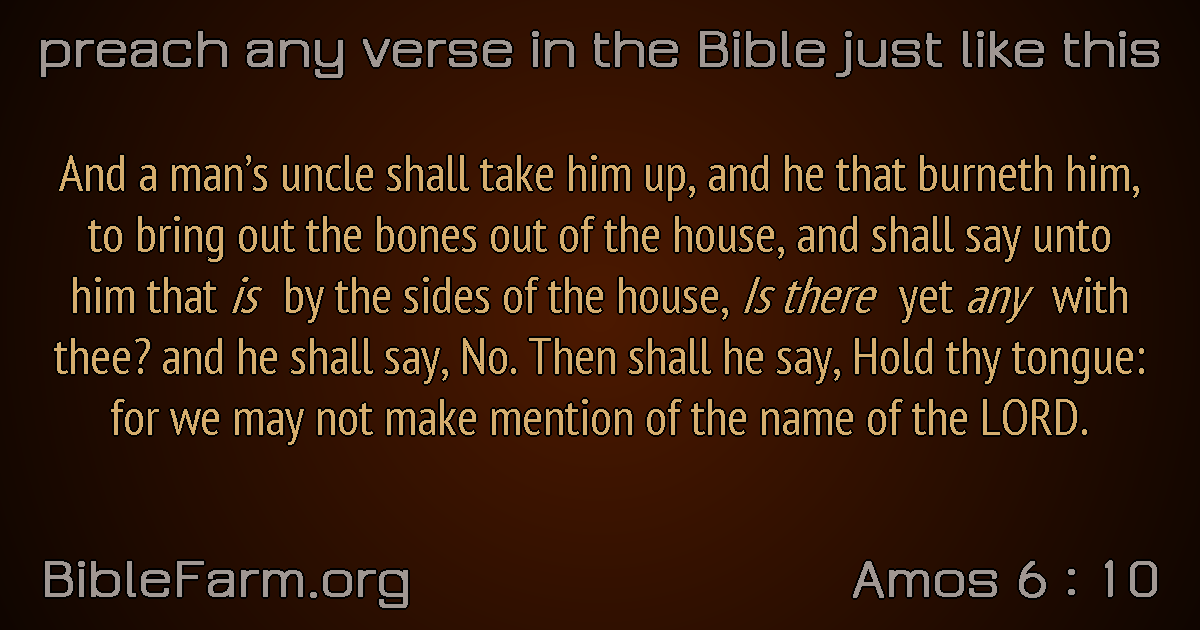 preach any verse in the Bible just like this
And a man’s uncle shall take him up, and he that burneth him,
to bring out the bones out of the house, and shall say unto
him that is by the sides of the house, Is there yet any with
thee? and he shall say, No. Then shall he say, Hold thy tongue:
for we may not make mention of the name of the LORD.
BibleFarm.org
Amos 6 : 10